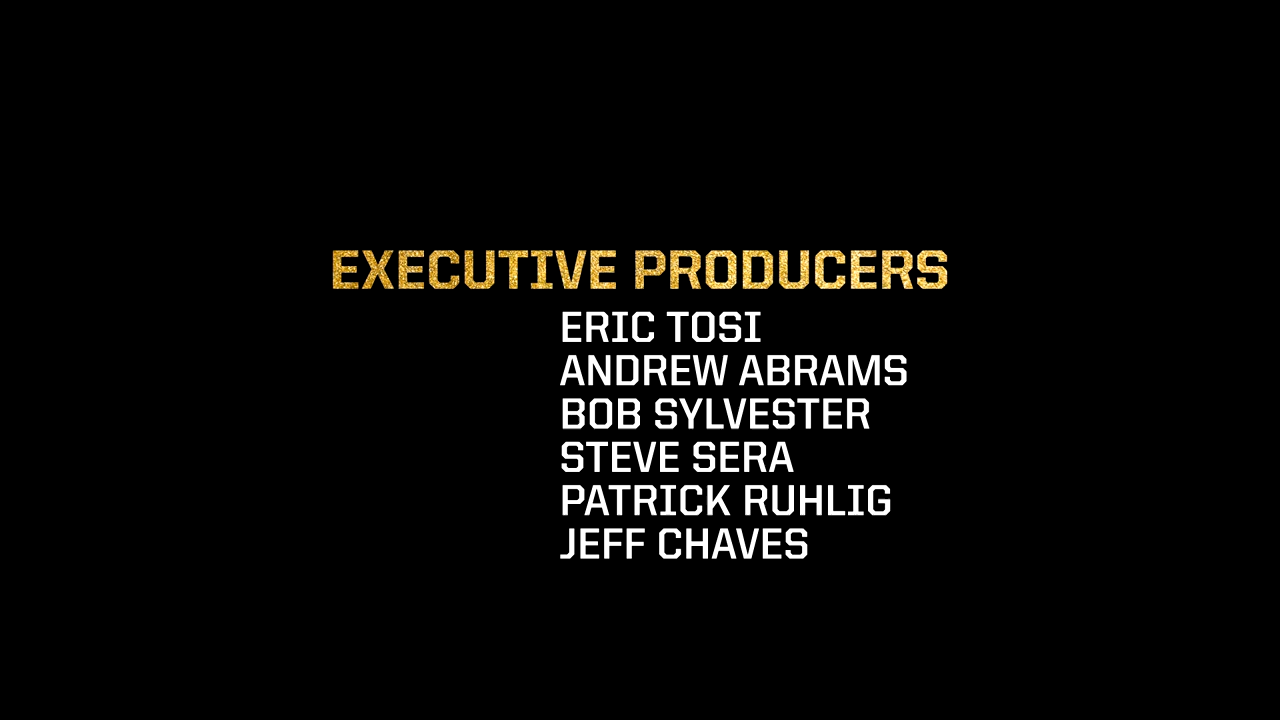 EXECUTIVE PRODUCERS
ERIC TOSI
ANDREW ABRAMS
BOB SYLVESTER
STEVE SERA
PATRICK RUHLIG
JEFF CHAVES